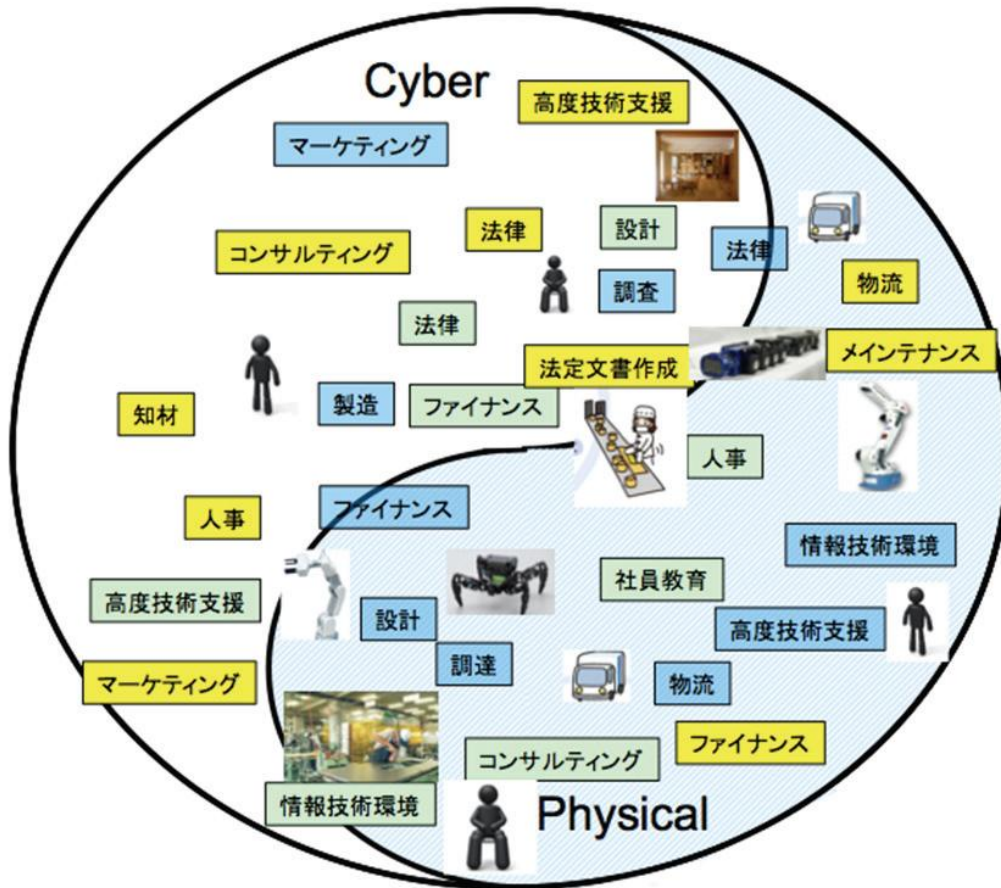 Cyber
高度技術支援
マーケティング
法律
設計
法律
コンサルティング
調査
物流
法律
法定文書作成
メインテナンス
知材
製造
ファイナンス
人事
人事
ファイナンス
情報技術環境
高度技術支援
社員教育
設計
高度技術支援
調達
マーケティング
物流
コンサルティング
ファイナンス
情報技術環境
Physical